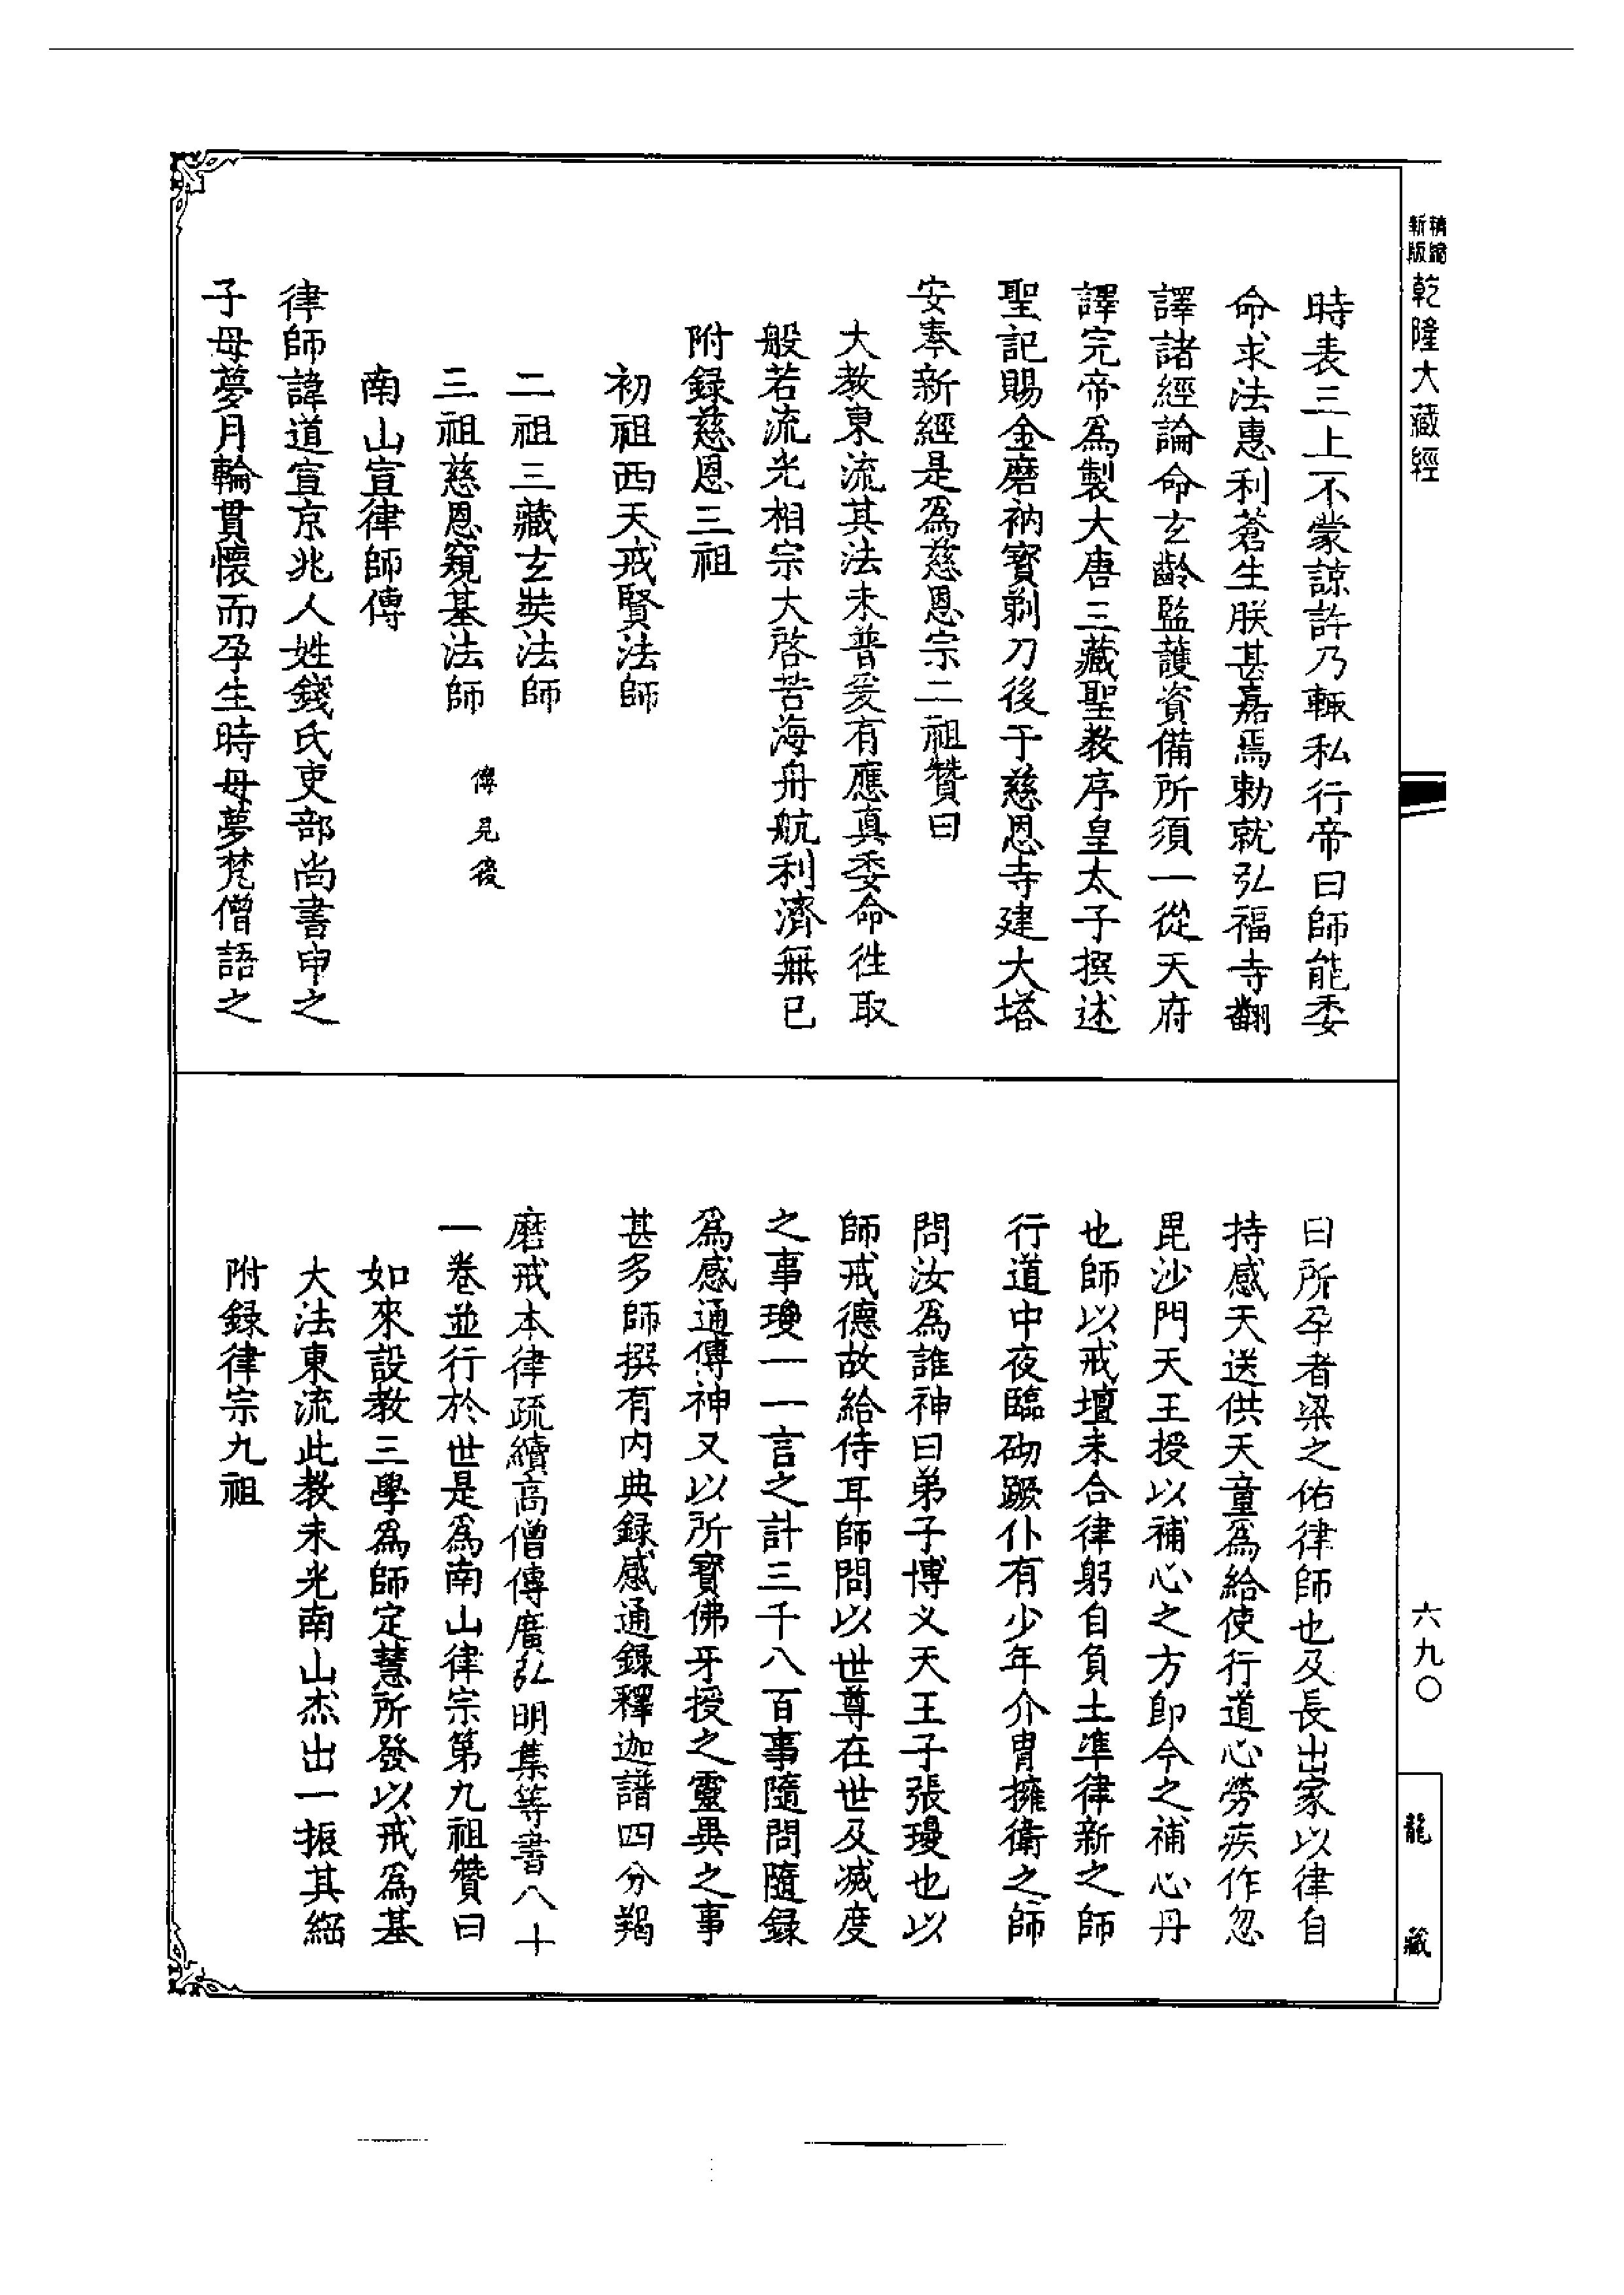 精縮新版乾隆大藏經
時表三上不蒙諒許乃輒私行帝曰師能委
命求法惠利蒼生朕甚嘉焉勅就弘福寺翻
譯諸經論命玄齡監護資備所須一從天府
譯完帝爲製大唐三藏聖教序皇太子撰述
聖記賜金磨衲寶剃刀後于慈恩寺建大塔
安奉新經是爲慈恩宗二祖贊曰
大教東流其法未普爰有應真委命徃取
般若流光相宗大啓苦海舟航利濟無已
附録慈恩三祖
初祖西天戒賢法師
二祖三藏玄奘法師
三祖慈恩窺基法師 傳見後
南山宣律師傳
律師諱道宣京兆人姓錢氏吏部尚書申之
子母夢月輪貫懷而孕生時母夢梵僧語之
曰所孕者梁之佑律師也及長出家以律自
持感天送供天童爲給使行道心勞疾作忽
毘沙門天王授以補心之方即今之補心丹
也師以戒壇未合律躬自負土準律新之師
行道中夜臨砌蹶仆有少年介冑擁衛之師
問汝爲誰神曰弟子博义天王子張瓊也以
師戒德故給侍耳師問以世尊在世及滅度
之事瓊一一言之計三千八百事隨問隨録
爲感通傳神又以所寶佛牙授之靈異之事
甚多師撰有内典録感通錄釋迦譜四分羯
磨戒本律疏續高僧傳廣弘明集等書八十
一卷並行於世是爲南山律宗第九祖贊曰
如來設教三學爲師定慧所發以戒爲基
大法東流此教未光南山杰出一振其綱
附録律宗九祖
六九〇
龍藏